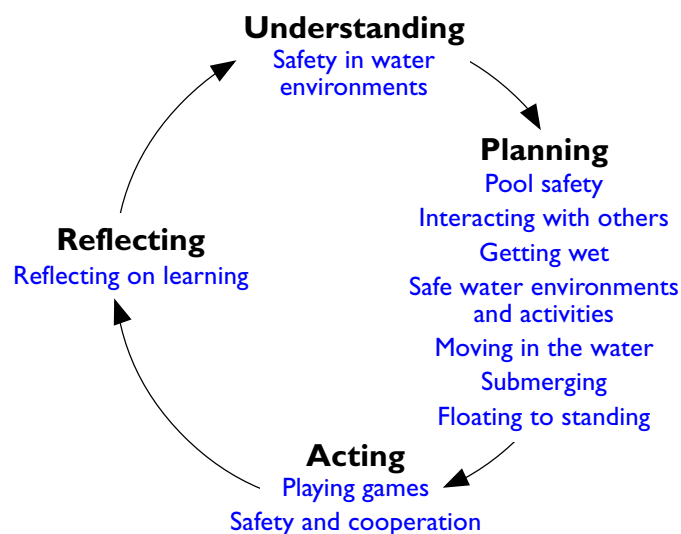 Understanding
Safety in water
environments
Planning
Pool safety
Interacting with others
Getting wet
Safe water environments
and activities
Moving in the water
Submerging
Floating to standing
Acting
Playing games
Safety and cooperation
Reflecting
Reflecting on learning